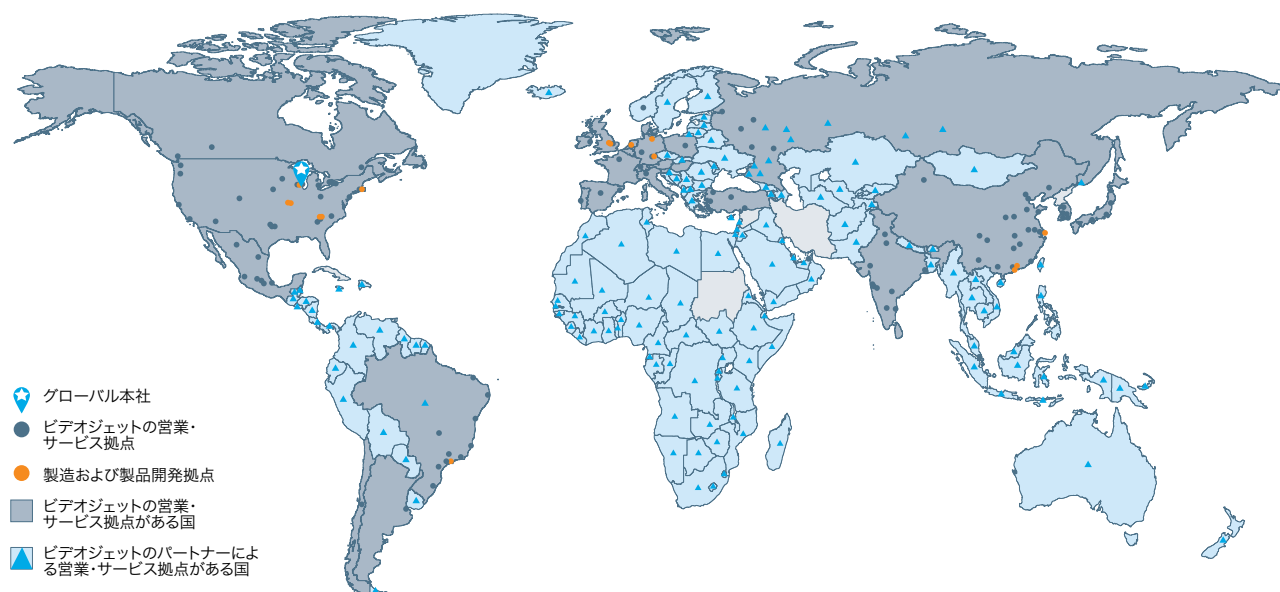 グローバル本社
ビデオジェットの営業・
サービス拠点
製造および製品開発拠点
ビデオジェットの営業・
サービス拠点がある国
ビデオジェットのパートナーによ
る営業・サービス拠点がある国